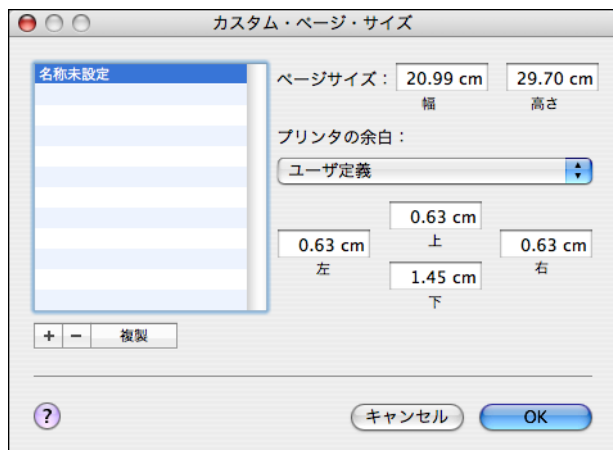 カスタム・ページ・サイズ
名称未設定
ページサイズ： 20.99 cm 29.70 cm
幅 高さ
プリンタの余白：
ユーザ定義
0.63 cm
上
0.63 cm 0.63 cm
左 右
1.45 cm
下
+ − 複製
? キャンセル OK